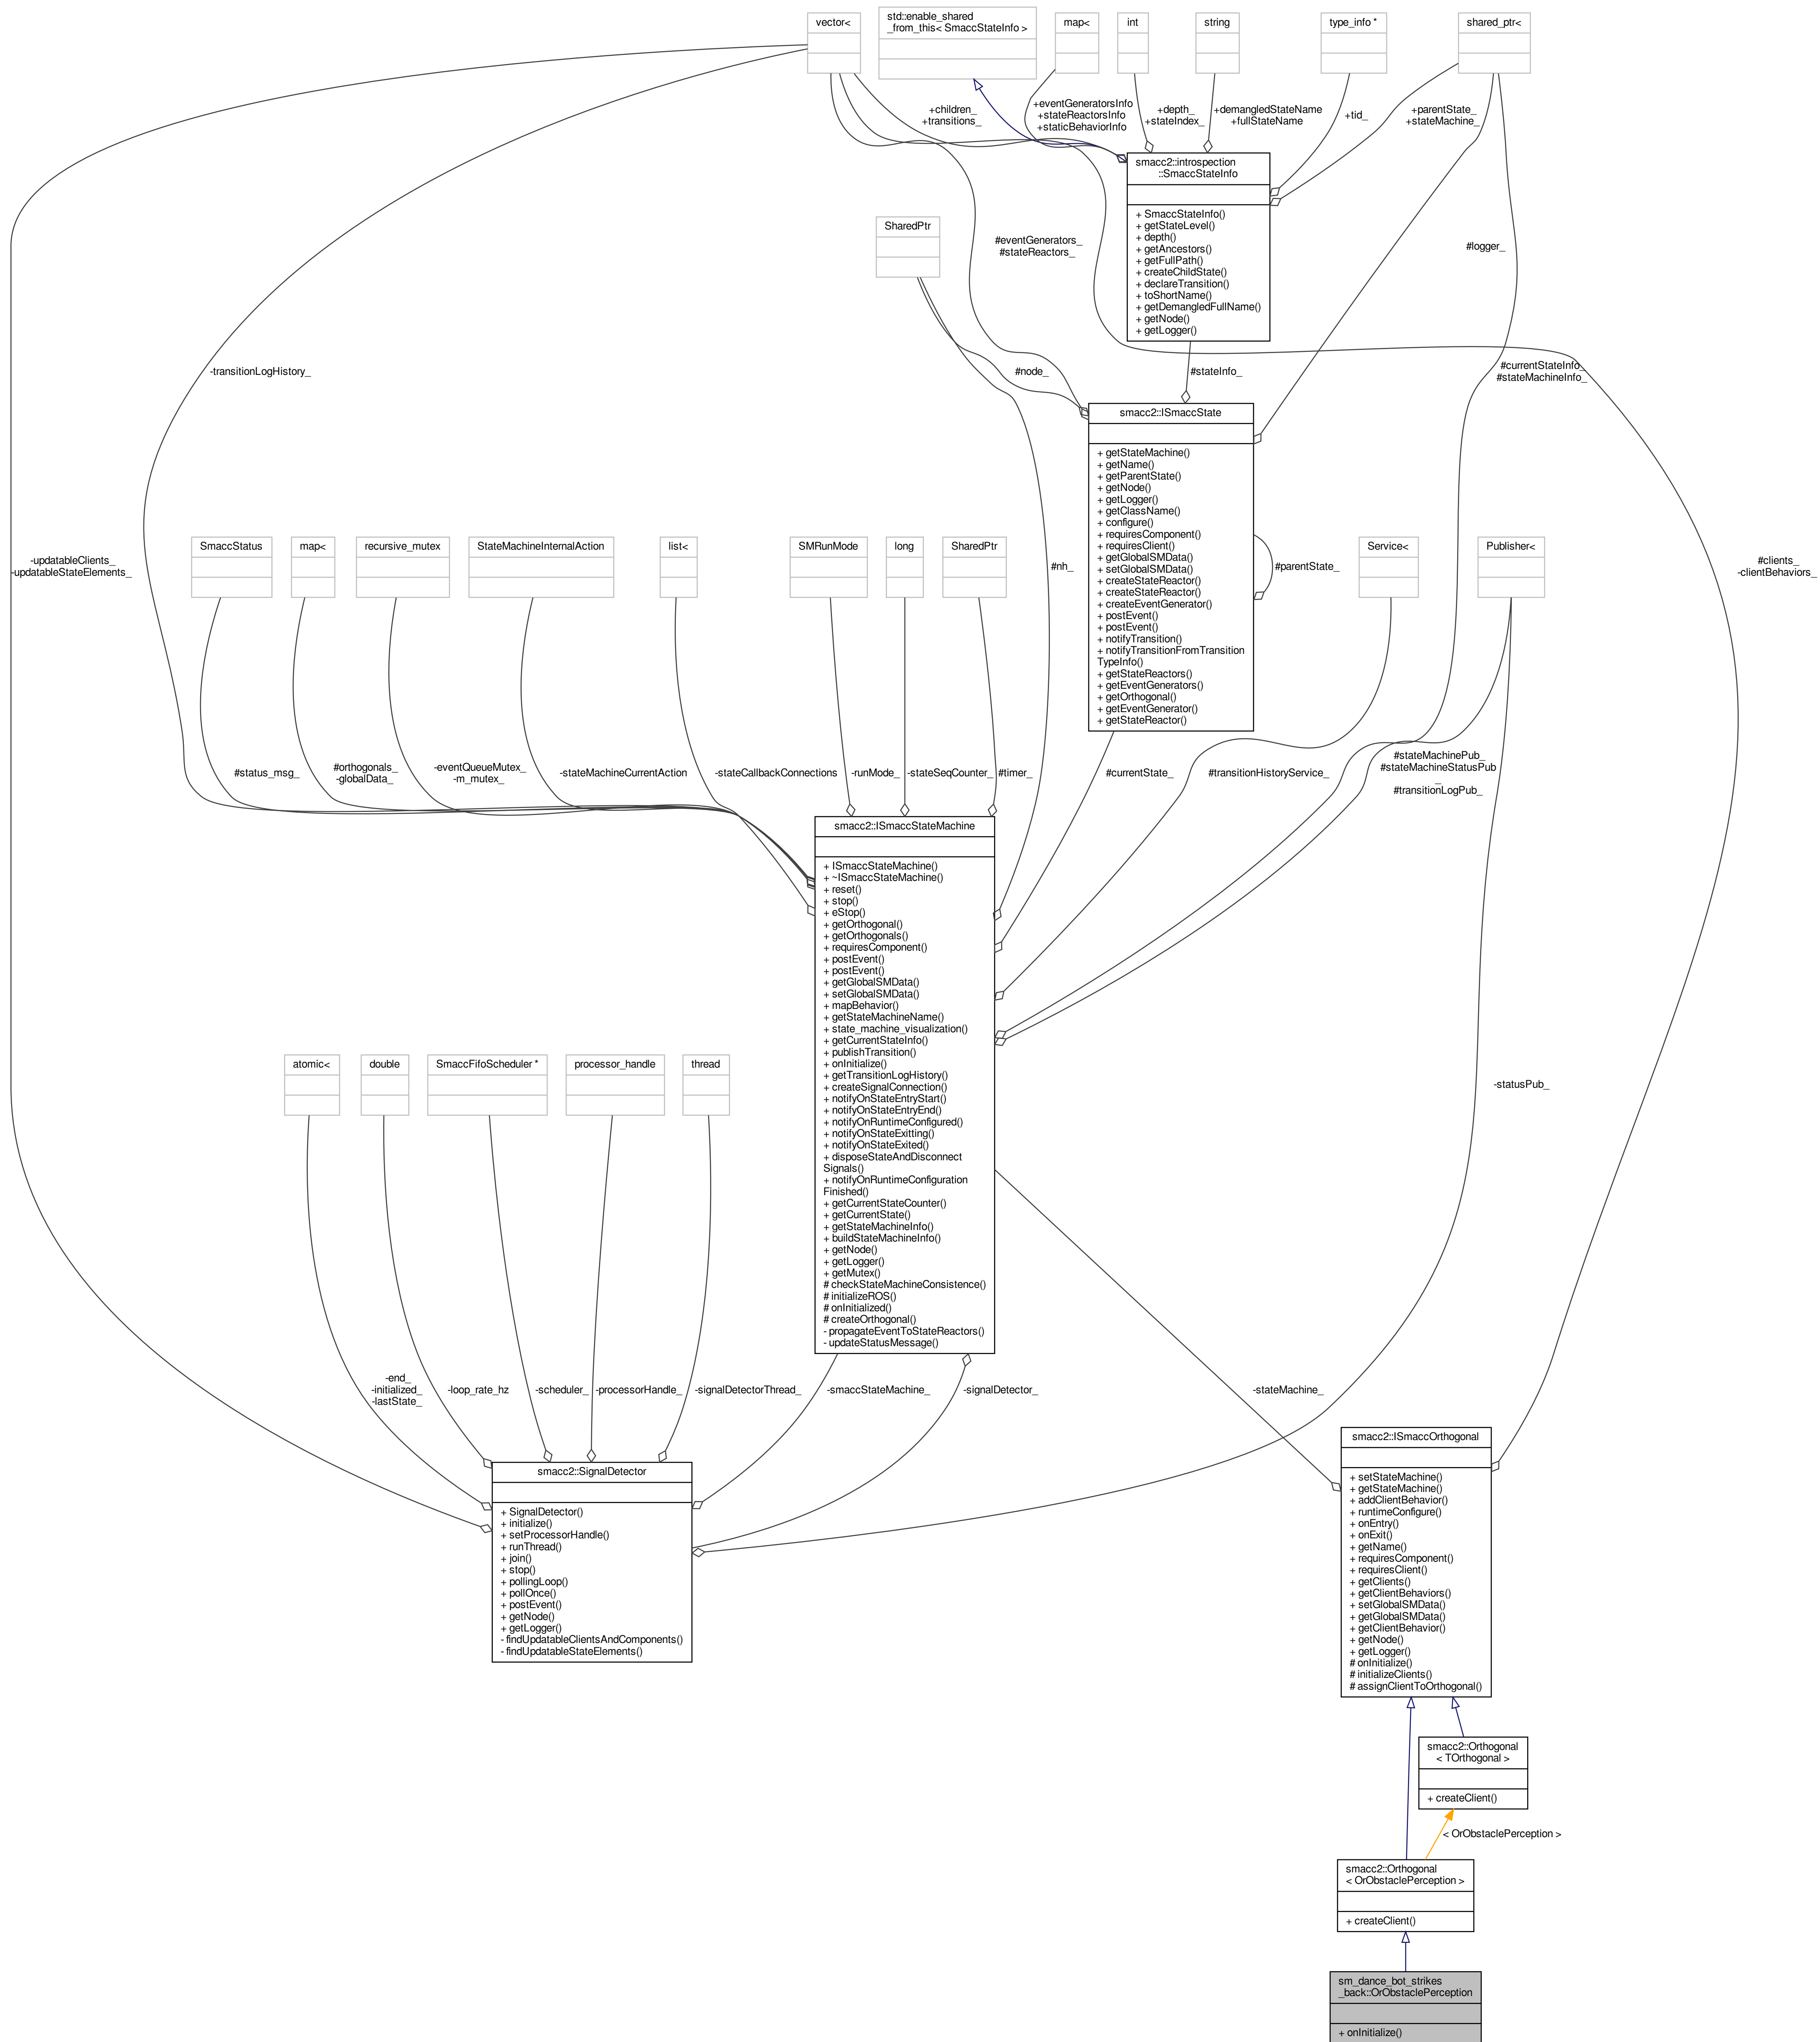 vector<
std::enable_shared
_from_this< SmaccStateInfo >
map<
int
string
type_info *
shared_ptr<
+children_
+transitions_
+eventGeneratorsInfo
+stateReactorsInfo
+staticBehaviorInfo
+depth_
+stateIndex_
+demangledStateName
+fullStateName
+tid_
+parentState_
+stateMachine_
smacc2::introspection
::SmaccStateInfo
+ SmaccStateInfo()
+ getStateLevel()
+ depth()
+ getAncestors()
+ getFullPath()
+ createChildState()
+ declareTransition()
+ toShortName()
+ getDemangledFullName()
+ getNode()
+ getLogger()
SharedPtr
#eventGenerators_
#stateReactors_
#logger_
-transitionLogHistory_
#node_
#stateInfo_
#currentStateInfo_
#stateMachineInfo_
smacc2::ISmaccState
+ getStateMachine()
+ getName()
+ getParentState()
+ getNode()
+ getLogger()
+ getClassName()
+ configure()
+ requiresComponent()
+ requiresClient()
+ getGlobalSMData()
+ setGlobalSMData()
+ createStateReactor()
+ createStateReactor()
+ createEventGenerator()
+ postEvent()
+ postEvent()
+ notifyTransition()
+ notifyTransitionFromTransition
TypeInfo()
+ getStateReactors()
+ getEventGenerators()
+ getOrthogonal()
+ getEventGenerator()
+ getStateReactor()
#parentState_
-updatableClients_
-updatableStateElements_
SmaccStatus
map<
recursive_mutex
StateMachineInternalAction
list<
SMRunMode
long
SharedPtr
#nh_
Service<
Publisher<
#clients_
-clientBehaviors_
#status_msg_
#orthogonals_
-globalData_
-eventQueueMutex_
-m_mutex_
-stateMachineCurrentAction
-stateCallbackConnections
-runMode_
-stateSeqCounter_
#timer_
#currentState_
#transitionHistoryService_
#stateMachinePub_
#stateMachineStatusPub
_
#transitionLogPub_
smacc2::ISmaccStateMachine
+ ISmaccStateMachine()
+ ~ISmaccStateMachine()
+ reset()
+ stop()
+ eStop()
+ getOrthogonal()
+ getOrthogonals()
+ requiresComponent()
+ postEvent()
+ postEvent()
+ getGlobalSMData()
+ setGlobalSMData()
+ mapBehavior()
+ getStateMachineName()
+ state_machine_visualization()
+ getCurrentStateInfo()
+ publishTransition()
+ onInitialize()
+ getTransitionLogHistory()
+ createSignalConnection()
+ notifyOnStateEntryStart()
+ notifyOnStateEntryEnd()
+ notifyOnRuntimeConfigured()
+ notifyOnStateExitting()
+ notifyOnStateExited()
+ disposeStateAndDisconnect
Signals()
+ notifyOnRuntimeConfiguration
Finished()
+ getCurrentStateCounter()
+ getCurrentState()
+ getStateMachineInfo()
+ buildStateMachineInfo()
+ getNode()
+ getLogger()
+ getMutex()
# checkStateMachineConsistence()
# initializeROS()
# onInitialized()
# createOrthogonal()
- propagateEventToStateReactors()
- updateStatusMessage()
atomic<
double
SmaccFifoScheduler *
processor_handle
thread
-statusPub_
-end_
-initialized_
-lastState_
-loop_rate_hz
-scheduler_
-processorHandle_
-signalDetectorThread_
-smaccStateMachine_
-signalDetector_
-stateMachine_
smacc2::SignalDetector
+ SignalDetector()
+ initialize()
+ setProcessorHandle()
+ runThread()
+ join()
+ stop()
+ pollingLoop()
+ pollOnce()
+ postEvent()
+ getNode()
+ getLogger()
- findUpdatableClientsAndComponents()
- findUpdatableStateElements()
smacc2::ISmaccOrthogonal
+ setStateMachine()
+ getStateMachine()
+ addClientBehavior()
+ runtimeConfigure()
+ onEntry()
+ onExit()
+ getName()
+ requiresComponent()
+ requiresClient()
+ getClients()
+ getClientBehaviors()
+ setGlobalSMData()
+ getGlobalSMData()
+ getClientBehavior()
+ getNode()
+ getLogger()
# onInitialize()
# initializeClients()
# assignClientToOrthogonal()
smacc2::Orthogonal
< TOrthogonal >
+ createClient()
< OrObstaclePerception >
smacc2::Orthogonal
< OrObstaclePerception >
+ createClient()
sm_dance_bot_strikes
_back::OrObstaclePerception
+ onInitialize()